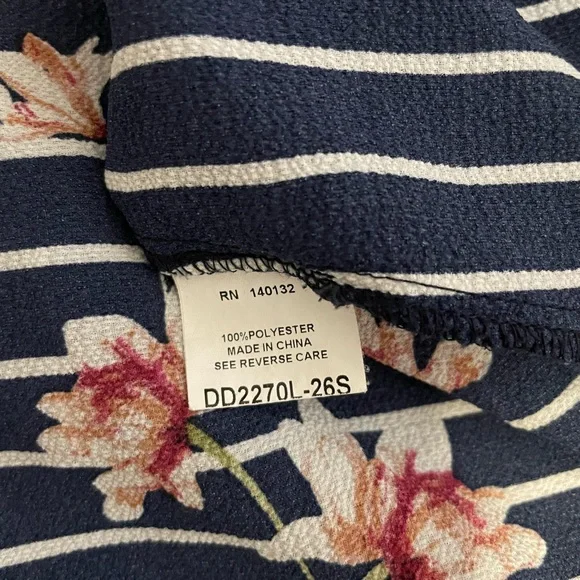 RN 140132
100%POLYESTER
MADE IN CHINA
SEE REVERSE CARE
DD2270L-26S